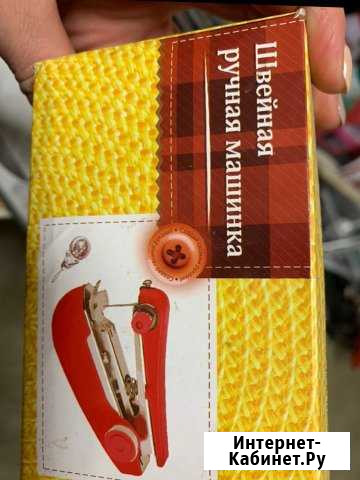 Швейная
ручная машинка
Интернет-
Кабинет.Ру